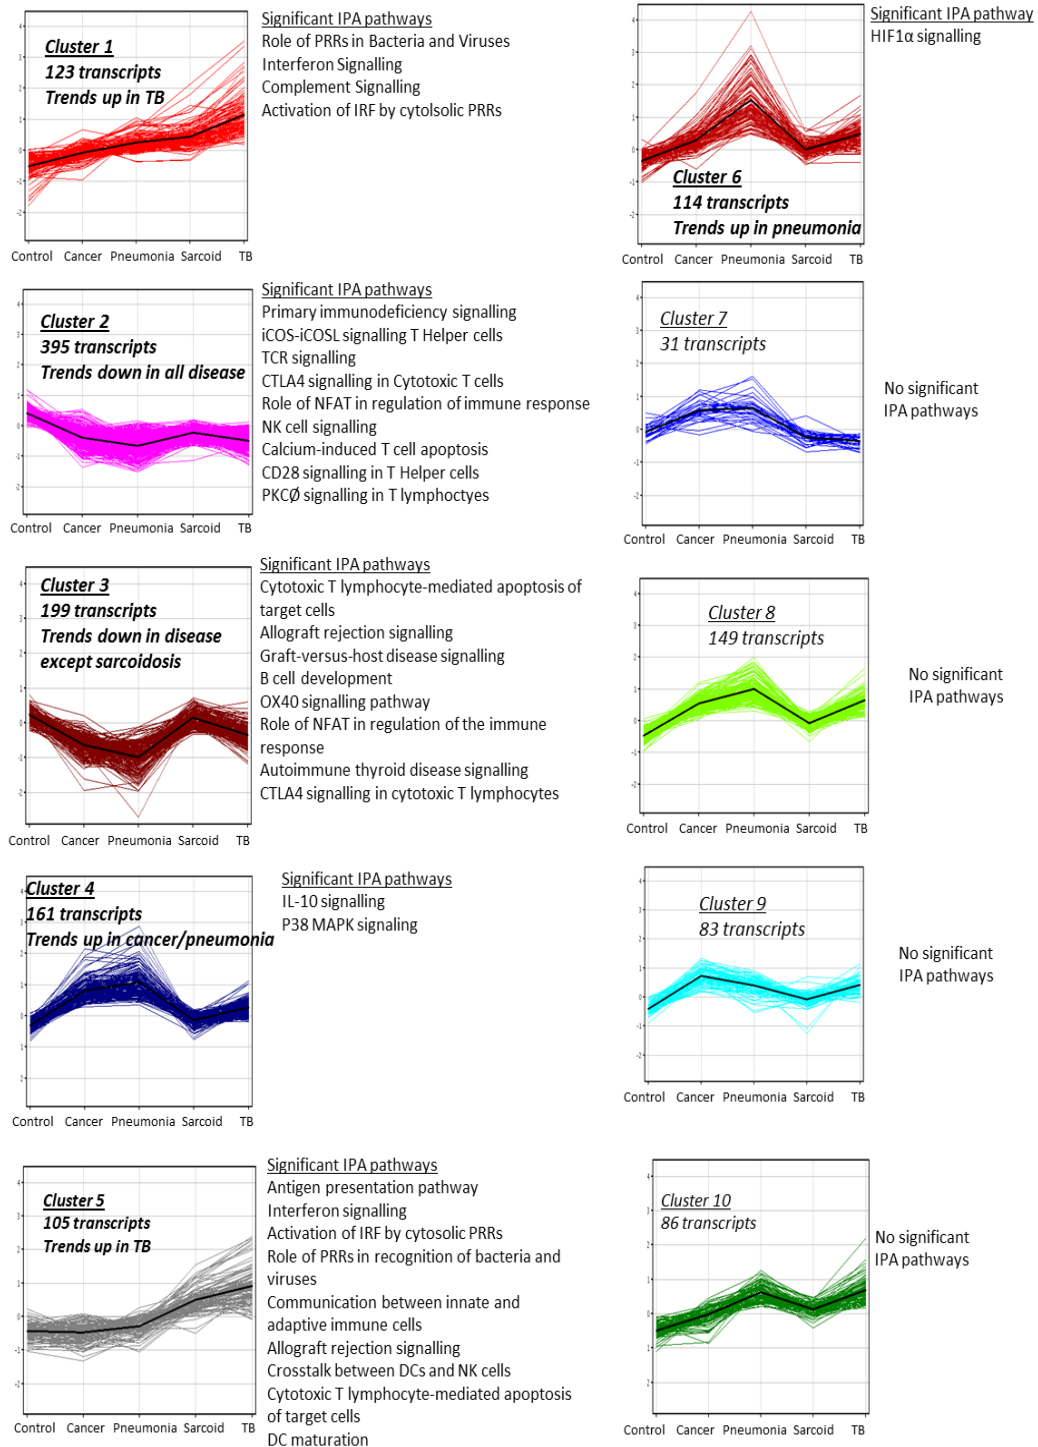 Cluster 1
123 transcripts
Trends up in TB
Control Cancer Pneumonia Sarcoid TB
Significant IPA pathways
Role of PRRs in Bacteria and Viruses
Interferon Signalling
Complement Signalling
Activation of IRF by cytolsolic PRRs
Cluster 6
114 transcripts
Trends up in pneumonia
Control Cancer Pneumonia Sarcoid TB
Significant IPA pathway
HIF1α signalling
Cluster 2
395 transcripts
Trends down in all disease
Control Cancer Pneumonia Sarcoid TB
Significant IPA pathways
Primary immunodeficiency signalling
iCOS-iCOSL signalling T Helper cells
TCR signalling
CTLA4 signalling in Cytotoxic T cells
Role of NFAT in regulation of immune response
NK cell signalling
Calcium-induced T cell apoptosis
CD28 signalling in T Helper cells
PKCØ signalling in T lymphoctyes
Cluster 7
31 transcripts
Control Cancer Pneumonia Sarcoid TB
No significant
IPA pathways
Cluster 3
199 transcripts
Trends down in disease
except sarcoidosis
Control Cancer Pneumonia Sarcoid TB
Significant IPA pathways
Cytotoxic T lymphocyte-mediated apoptosis of
target cells
Allograft rejection signalling
Graft-versus-host disease signalling
B cell development
OX40 signalling pathway
Role of NFAT in regulation of the immune
response
Autoimmune thyroid disease signalling
CTLA4 signalling in cytotoxic T lymphocytes
Cluster 8
149 transcripts
Control Cancer Pneumonia Sarcoid TB
No significant
IPA pathways
Cluster 4
161 transcripts
Trends up in cancer/pneumonia
Control Cancer Pneumonia Sarcoid TB
Significant IPA pathways
IL-10 signalling
P38 MAPK signaling
Cluster 9
83 transcripts
Control Cancer Pneumonia Sarcoid TB
No significant
IPA pathways
Cluster 5
105 transcripts
Trends up in TB
Control Cancer Pneumonia Sarcoid TB
Significant IPA pathways
Antigen presentation pathway
Interferon signalling
Activation of IRF by cytosolic PRRs
Role of PRRs in recognition of bacteria and
viruses
Communication between innate and
adaptive immune cells
Allograft rejection signalling
Crosstalk between DCs and NK cells
Cytotoxic T lymphocyte-mediated apoptosis
of target cells
DC maturation
Cluster 10
86 transcripts
Control Cancer Pneumonia Sarcoid TB
No significant
IPA pathways